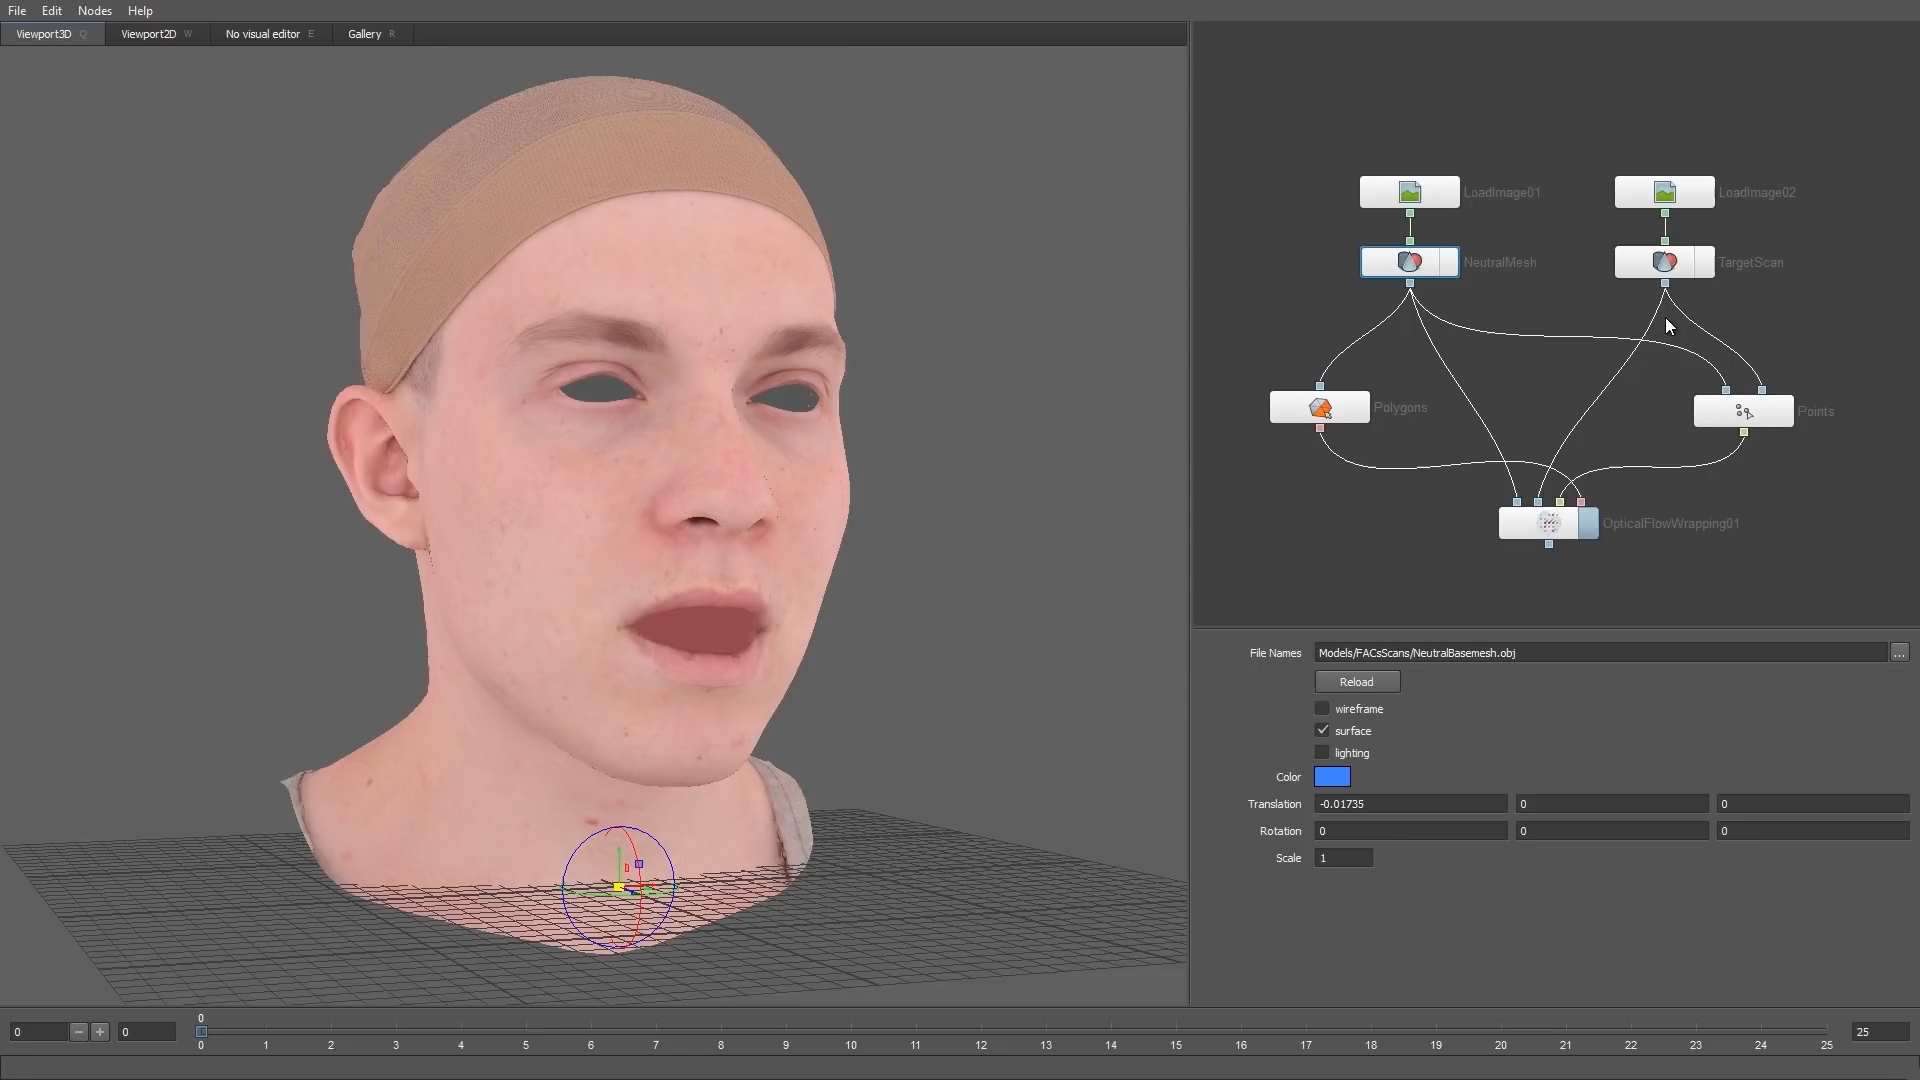 File Edit Nodes Help
Viewport3D Q Viewport2D W No visual editor E Gallery R
LoadImage01 LoadImage02
NeutralMesh TargetScan
Polygons Points
OpticalFlowWrapping01
File Names Models/FACsScans/NeutralBasemesh.obj ...
Reload
wireframe
surface
lighting
Color
Translation -0.01735 0 0
Rotation 0 0 0
Scale 1
0
0 − + 0 25
0 1 2 3 4 5 6 7 8 9 10 11 12 13 14 15 16 17 18 19 20 21 22 23 24 25